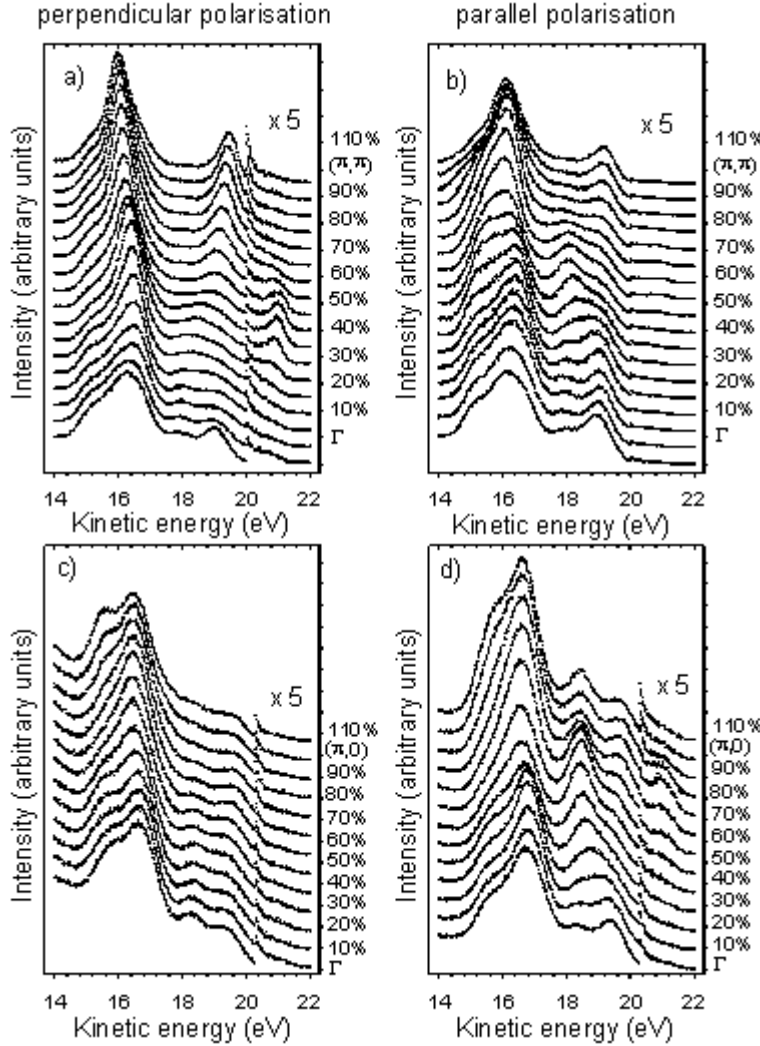 perpendicular polarisation
parallel polarisation
a)
x 5
110%
(π,π)
90%
80%
70%
60%
50%
40%
30%
20%
10%
Γ
Intensity (arbitrary units)
14 16 18 20 22
Kinetic energy (eV)
b)
x 5
110%
(π,π)
90%
80%
70%
60%
50%
40%
30%
20%
10%
Γ
Intensity (arbitrary units)
14 16 18 20 22
Kinetic energy (eV)
c)
x 5
110%
(π,0)
90%
80%
70%
60%
50%
40%
30%
20%
10%
Γ
Intensity (arbitrary units)
14 16 18 20 22
Kinetic energy (eV)
d)
x 5
110%
(π,0)
90%
80%
70%
60%
50%
40%
30%
20%
10%
Γ
Intensity (arbitrary units)
14 16 18 20 22
Kinetic energy (eV)